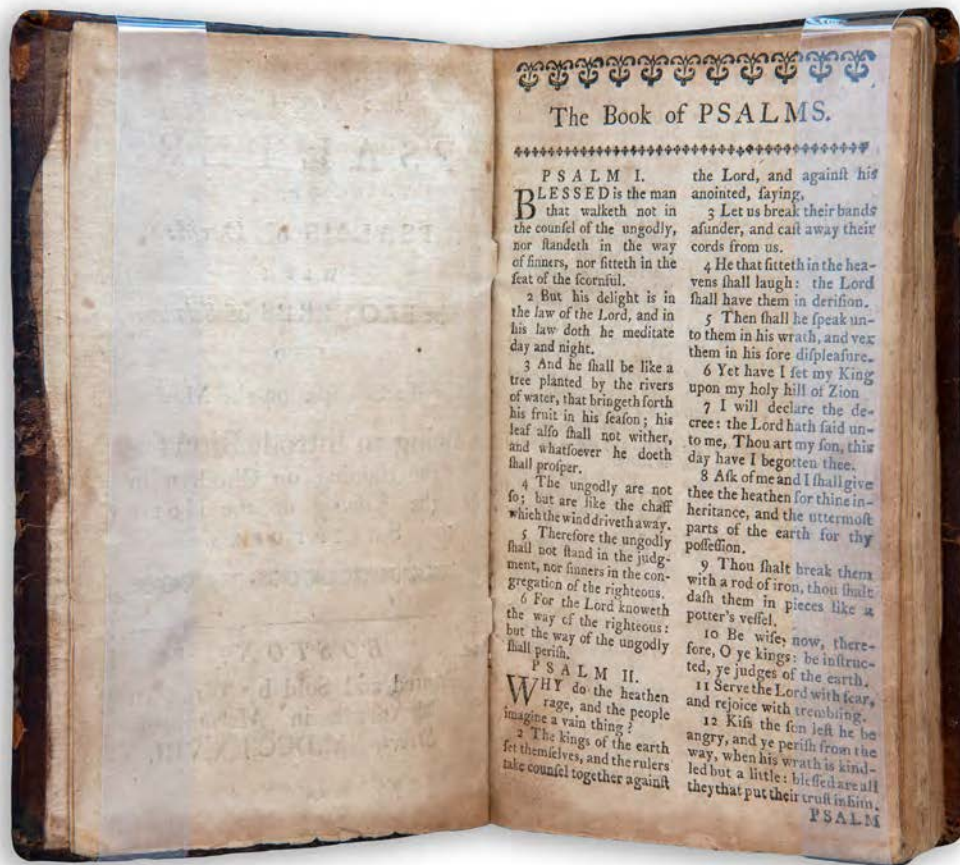 The Book of PSALMS.
PSALM I.
BLESSED is the man
that walketh not in
the counſel of the ungodly,
nor ſtandeth in the way
of ſinners, nor ſitteth in the
ſeat of the ſcornful.
2 But his delight is in
the law of the Lord, and in
his law doth he meditate
day and night.
3 And he ſhall be like a
tree planted by the rivers
of water, that bringeth forth
his fruit in his ſeaſon; his
leaf alſo ſhall not wither,
and whatſoever he doeth
ſhall proſper.
4 The ungodly are not
ſo; but are like the chaff
which the wind driveth away.
5 Therefore the ungodly
ſhall not ſtand in the judg-
ment, nor ſinners in the con-
gregation of the righteous.
6 For the Lord knoweth
the way of the righteous:
but the way of the ungodly
ſhall periſh.
PSALM II.
WHY do the heathen
rage, and the people
imagine a vain thing?
2 The kings of the earth
ſet themſelves, and the rulers
take counſel together againſt
the Lord, and againſt his
anointed, ſaying,
3 Let us break their bands
aſunder, and caſt away their
cords from us.
4 He that ſitteth in the hea-
vens ſhall laugh: the Lord
ſhall have them in deriſion.
5 Then ſhall he ſpeak un-
to them in his wrath, and vex
them in his ſore diſpleaſure.
6 Yet have I ſet my King
upon my holy hill of Zion
7 I will declare the de-
cree: the Lord hath ſaid un-
to me, Thou art my ſon, this
day have I begotten thee.
8 Aſk of me and I ſhall give
thee the heathen for thine in-
heritance, and the uttermoſt
parts of the earth for thy
poſſeſſion.
9 Thou ſhalt break them
with a rod of iron, thou ſhalt
daſh them in pieces like a
potter's veſſel.
10 Be wiſe, now, there-
fore, O ye kings: be inſtruc-
ted, ye judges of the earth.
11 Serve the Lord with fear,
and rejoice with trembling.
12 Kiſs the ſon leſt he be
angry, and ye periſh from the
way, when his wrath is kind-
led but a little: bleſſed are all
they that put their truſt in him.
PSALM